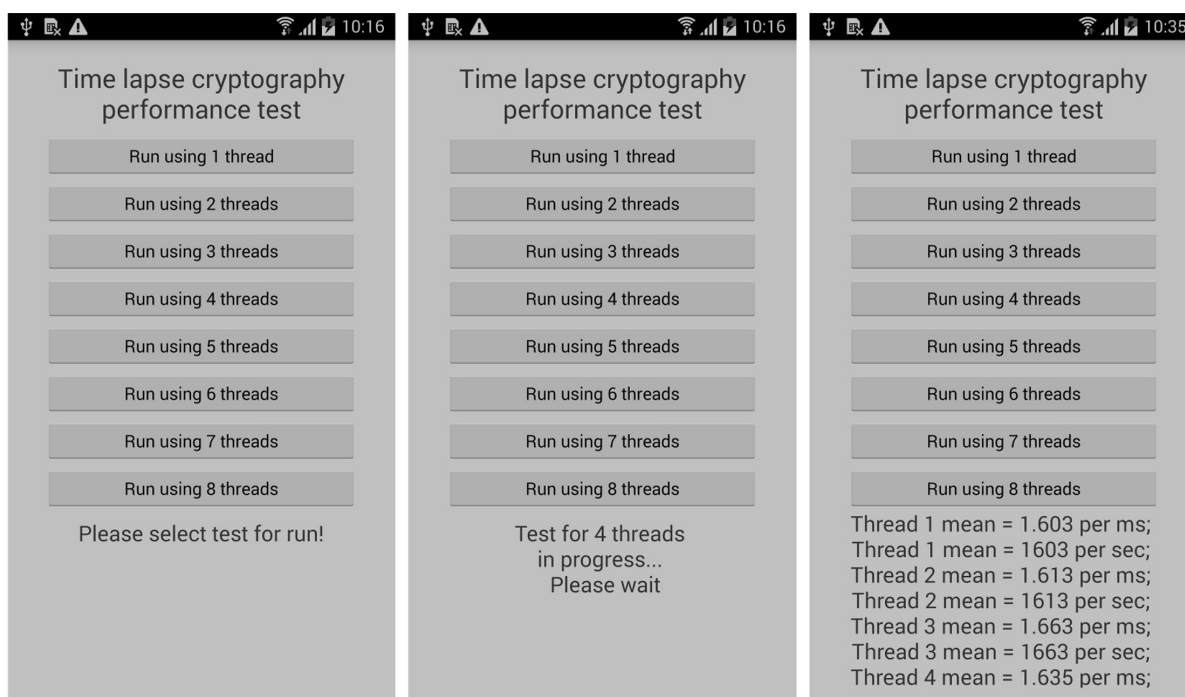 10:16
Time lapse cryptography
performance test
Run using 1 thread
Run using 2 threads
Run using 3 threads
Run using 4 threads
Run using 5 threads
Run using 6 threads
Run using 7 threads
Run using 8 threads
Please select test for run!
10:16
Time lapse cryptography
performance test
Run using 1 thread
Run using 2 threads
Run using 3 threads
Run using 4 threads
Run using 5 threads
Run using 6 threads
Run using 7 threads
Run using 8 threads
Test for 4 threads
in progress...
Please wait
10:35
Time lapse cryptography
performance test
Run using 1 thread
Run using 2 threads
Run using 3 threads
Run using 4 threads
Run using 5 threads
Run using 6 threads
Run using 7 threads
Run using 8 threads
Thread 1 mean = 1.603 per ms;
Thread 1 mean = 1603 per sec;
Thread 2 mean = 1.613 per ms;
Thread 2 mean = 1613 per sec;
Thread 3 mean = 1.663 per ms;
Thread 3 mean = 1663 per sec;
Thread 4 mean = 1.635 per ms;